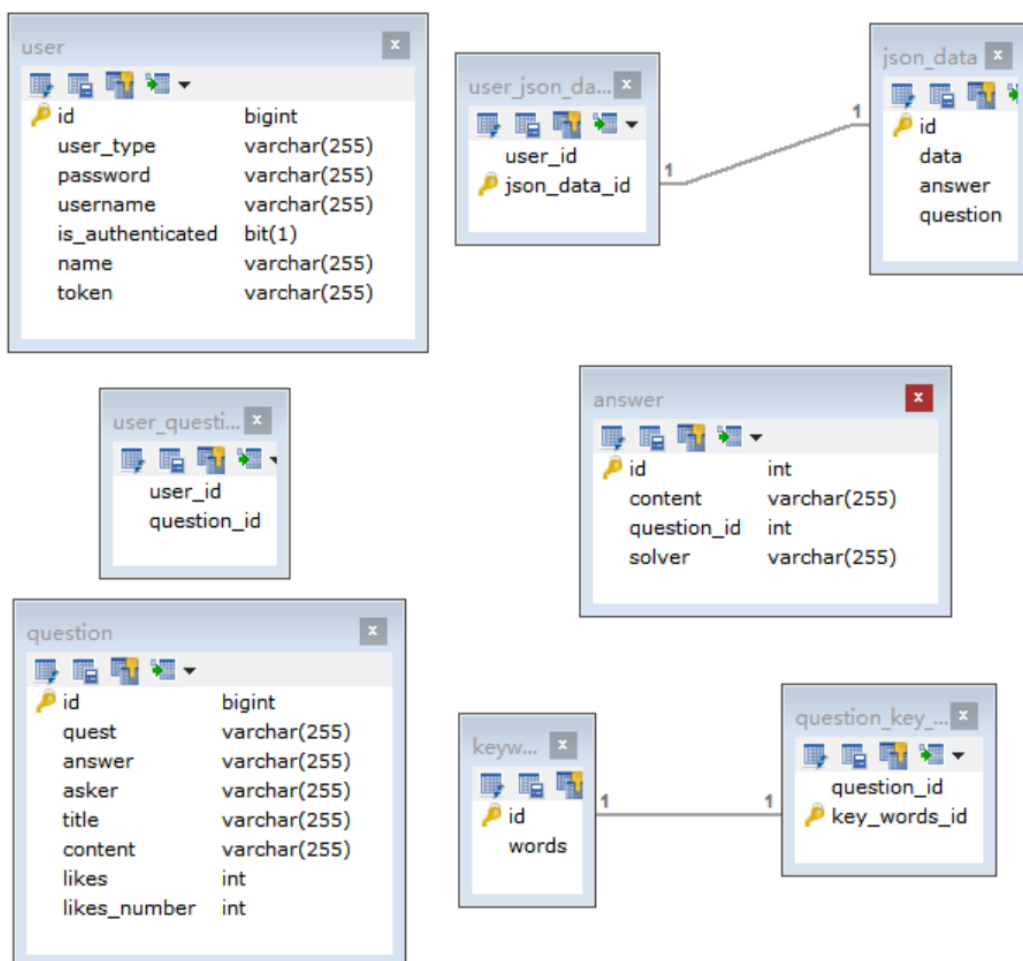 user
id bigint
user_type varchar(255)
password varchar(255)
username varchar(255)
is_authenticated bit(1)
name varchar(255)
token varchar(255)
user_json_da...
user_id
json_data_id
1
1
json_data
id
data
answer
question
user_questi...
user_id
question_id
answer
id int
content varchar(255)
question_id int
solver varchar(255)
question
id bigint
quest varchar(255)
answer varchar(255)
asker varchar(255)
title varchar(255)
content varchar(255)
likes int
likes_number int
keyw...
id
words
1
1
question_key_...
question_id
key_words_id